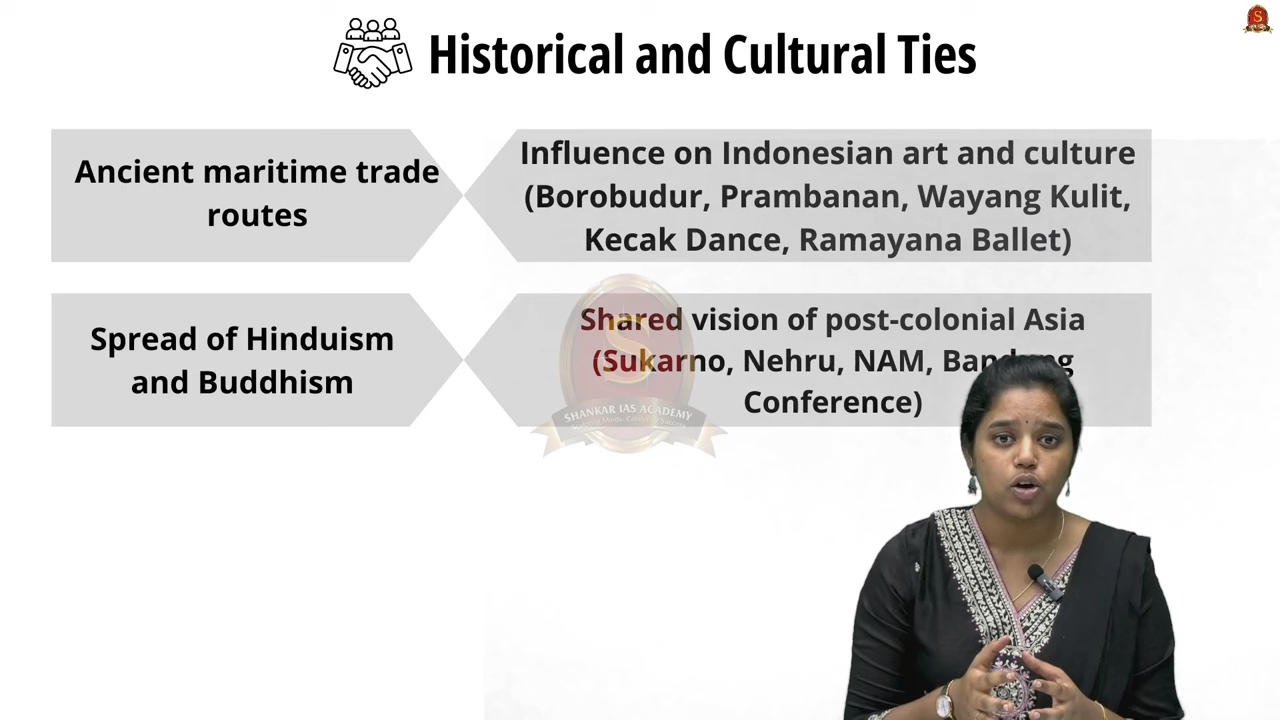 Historical and Cultural Ties
Ancient maritime trade
routes
Influence on Indonesian art and culture
(Borobudur, Prambanan, Wayang Kulit,
Kecak Dance, Ramayana Ballet)
Spread of Hinduism
and Buddhism
Shared vision of post-colonial Asia
(Sukarno, Nehru, NAM, Bandung
Conference)
S
SHANKAR IAS ACADEMY
S